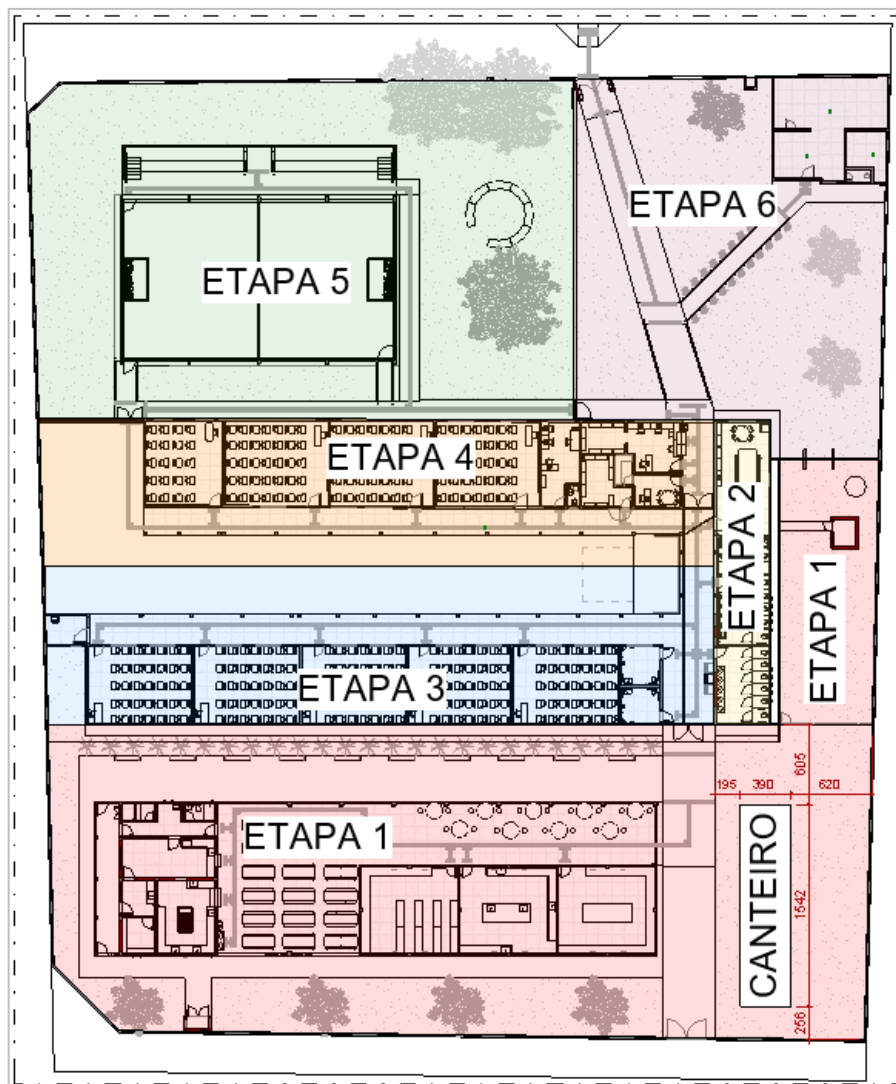 ETAPA 6
ETAPA 5
ETAPA 4
ETAPA 2
ETAPA 1
ETAPA 3
605
195
390
620
ETAPA 1
CANTEIRO
1542
256